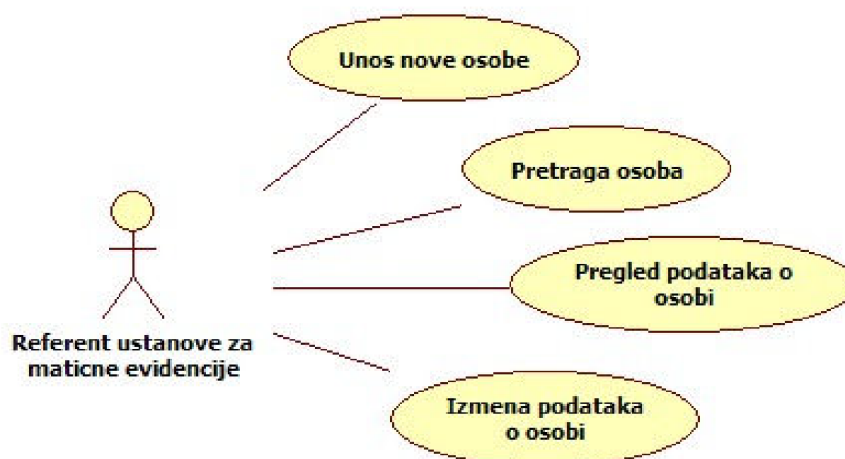 Unos nove osobe
Pretraga osoba
Pregled podataka o
osobi
Referent ustanove za
maticne evidencije
Izmena podataka
o osobi